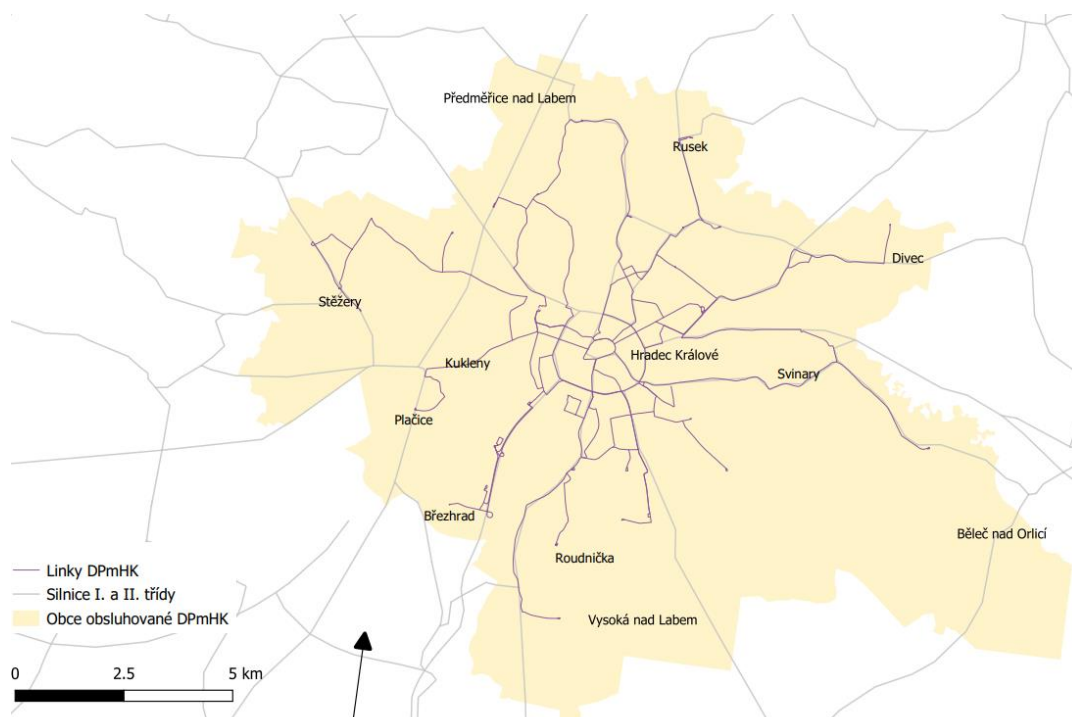 Předměřice nad Labem
Rusek
Divec
Stěžery
Hradec Králové
Kukleny
Svinary
Plačice
Březhrad
Běleč nad Orlicí
Roudnička
Vysoká nad Labem
Linky DPmHK
Silnice I. a II. třídy
Obce obsluhované DPmHK
0 2.5 5 km